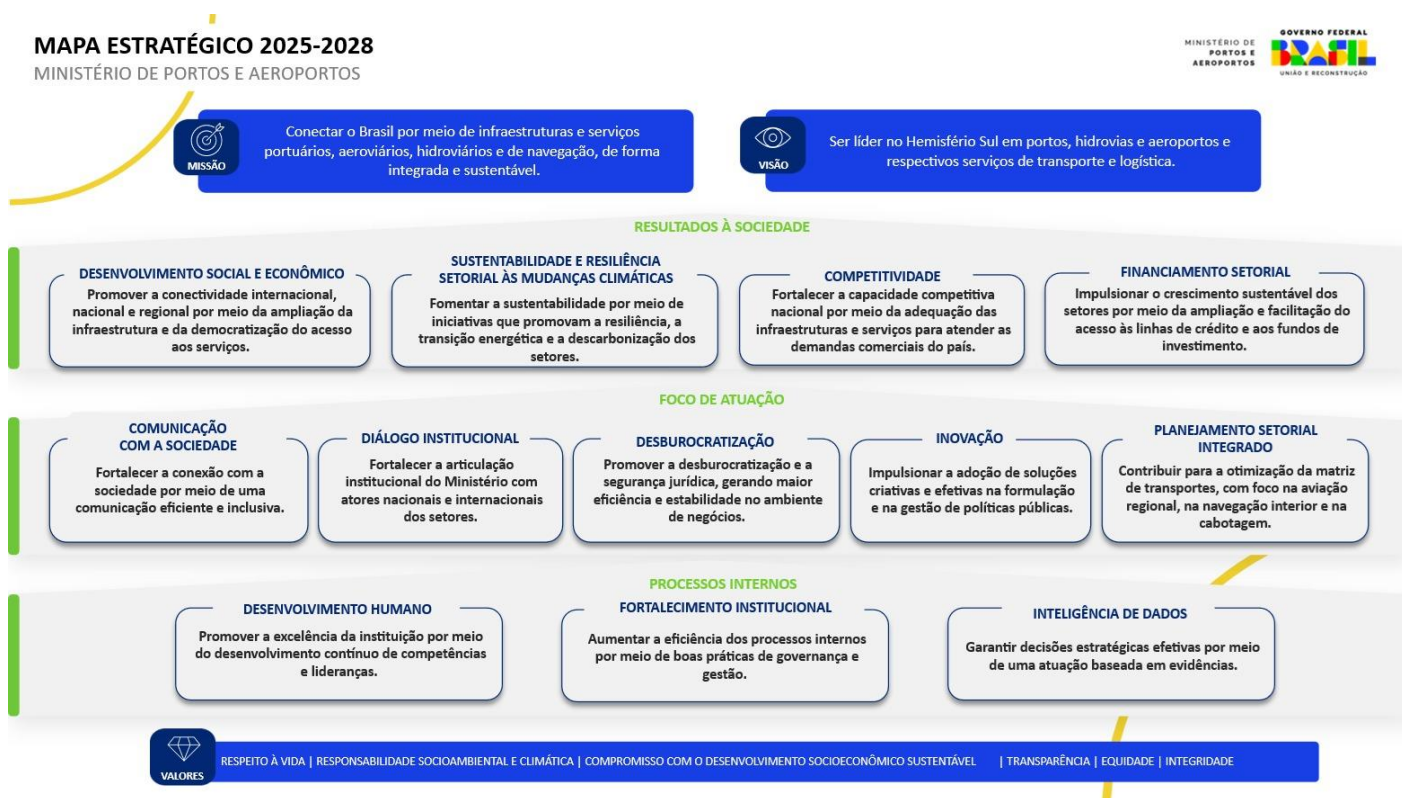 MAPA ESTRATÉGICO 2025-2028
MINISTÉRIO DE PORTOS E AEROPORTOS
MINISTÉRIO DE
PORTOS E
AEROPORTOS
GOVERNO FEDERAL
BRASIL
UNIÃO E RECONSTRUÇÃO
MISSÃO
Conectar o Brasil por meio de infraestruturas e serviços
portuários, aeroviários, hidroviários e de navegação, de forma
integrada e sustentável.
VISÃO
Ser líder no Hemisfério Sul em portos, hidrovias e aeroportos e
respectivos serviços de transporte e logística.
RESULTADOS À SOCIEDADE
DESENVOLVIMENTO SOCIAL E ECONÔMICO
Promover a conectividade internacional,
nacional e regional por meio da ampliação da
infraestrutura e da democratização do acesso
aos serviços.
SUSTENTABILIDADE E RESILIÊNCIA
SETORIAL ÀS MUDANÇAS CLIMÁTICAS
Fomentar a sustentabilidade por meio de
iniciativas que promovam a resiliência, a
transição energética e a descarbonização dos
setores.
COMPETITIVIDADE
Fortalecer a capacidade competitiva
nacional por meio da adequação das
infraestruturas e serviços para atender as
demandas comerciais do país.
FINANCIAMENTO SETORIAL
Impulsionar o crescimento sustentável dos
setores por meio da ampliação e facilitação do
acesso às linhas de crédito e aos fundos de
investimento.
FOCO DE ATUAÇÃO
COMUNICAÇÃO
COM A SOCIEDADE
Fortalecer a conexão com a
sociedade por meio de uma
comunicação eficiente e inclusiva.
DIÁLOGO INSTITUCIONAL
Fortalecer a articulação
institucional do Ministério com
atores nacionais e internacionais
dos setores.
DESBUROCRATIZAÇÃO
Promover a desburocratização e a
segurança jurídica, gerando maior
eficiência e estabilidade no ambiente
de negócios.
INOVAÇÃO
Impulsionar a adoção de soluções
criativas e efetivas na formulação
e na gestão de políticas públicas.
PLANEJAMENTO SETORIAL
INTEGRADO
Contribuir para a otimização da matriz
de transportes, com foco na aviação
regional, na navegação interior e na
cabotagem.
PROCESSOS INTERNOS
DESENVOLVIMENTO HUMANO
Promover a excelência da instituição por meio
do desenvolvimento contínuo de competências
e lideranças.
FORTALECIMENTO INSTITUCIONAL
Aumentar a eficiência dos processos internos
por meio de boas práticas de governança e
gestão.
INTELIGÊNCIA DE DADOS
Garantir decisões estratégicas efetivas por meio
de uma atuação baseada em evidências.
VALORES
RESPEITO À VIDA | RESPONSABILIDADE SOCIOAMBIENTAL E CLIMÁTICA | COMPROMISSO COM O DESENVOLVIMENTO SOCIOECONÔMICO SUSTENTÁVEL | TRANSPARÊNCIA | EQUIDADE | INTEGRIDADE